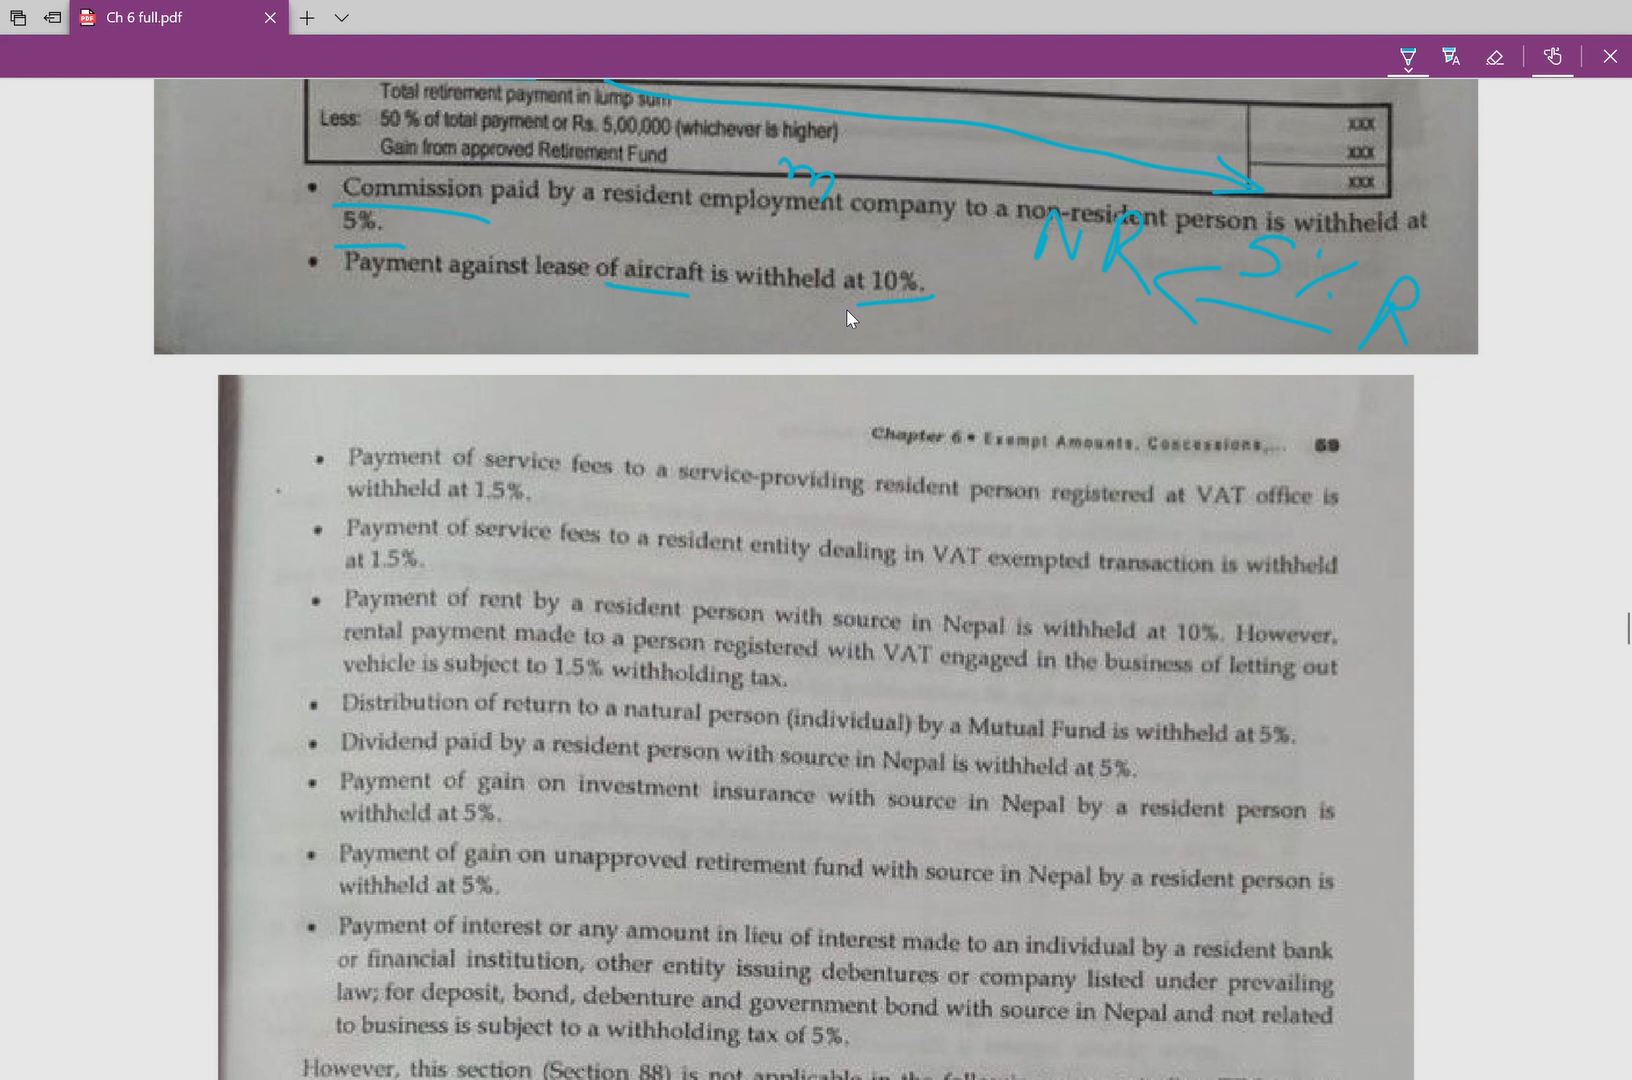 Ch 6 full.pdf
Total retirement payment in lump sum
Less: 50 % of total payment or Rs. 5,00,000 (whichever is higher) xxx
Gain from approved Retirement Fund xxx
xxx
m
• Commission paid by a resident employment company to a non-resident person is withheld at
5%.
NR 5% R
• Payment against lease of aircraft is withheld at 10%.
Chapter 6 • Exempt Amounts, Concessions,... 69
• Payment of service fees to a service-providing resident person registered at VAT office is
withheld at 1.5%.
• Payment of service fees to a resident entity dealing in VAT exempted transaction is withheld
at 1.5%.
• Payment of rent by a resident person with source in Nepal is withheld at 10%. However,
rental payment made to a person registered with VAT engaged in the business of letting out
vehicle is subject to 1.5% withholding tax.
• Distribution of return to a natural person (individual) by a Mutual Fund is withheld at 5%.
• Dividend paid by a resident person with source in Nepal is withheld at 5%.
• Payment of gain on investment insurance with source in Nepal by a resident person is
withheld at 5%.
• Payment of gain on unapproved retirement fund with source in Nepal by a resident person is
withheld at 5%.
• Payment of interest or any amount in lieu of interest made to an individual by a resident bank
or financial institution, other entity issuing debentures or company listed under prevailing
law; for deposit, bond, debenture and government bond with source in Nepal and not related
to business is subject to a withholding tax of 5%.
However, this section (Section 88) is not applicable in the